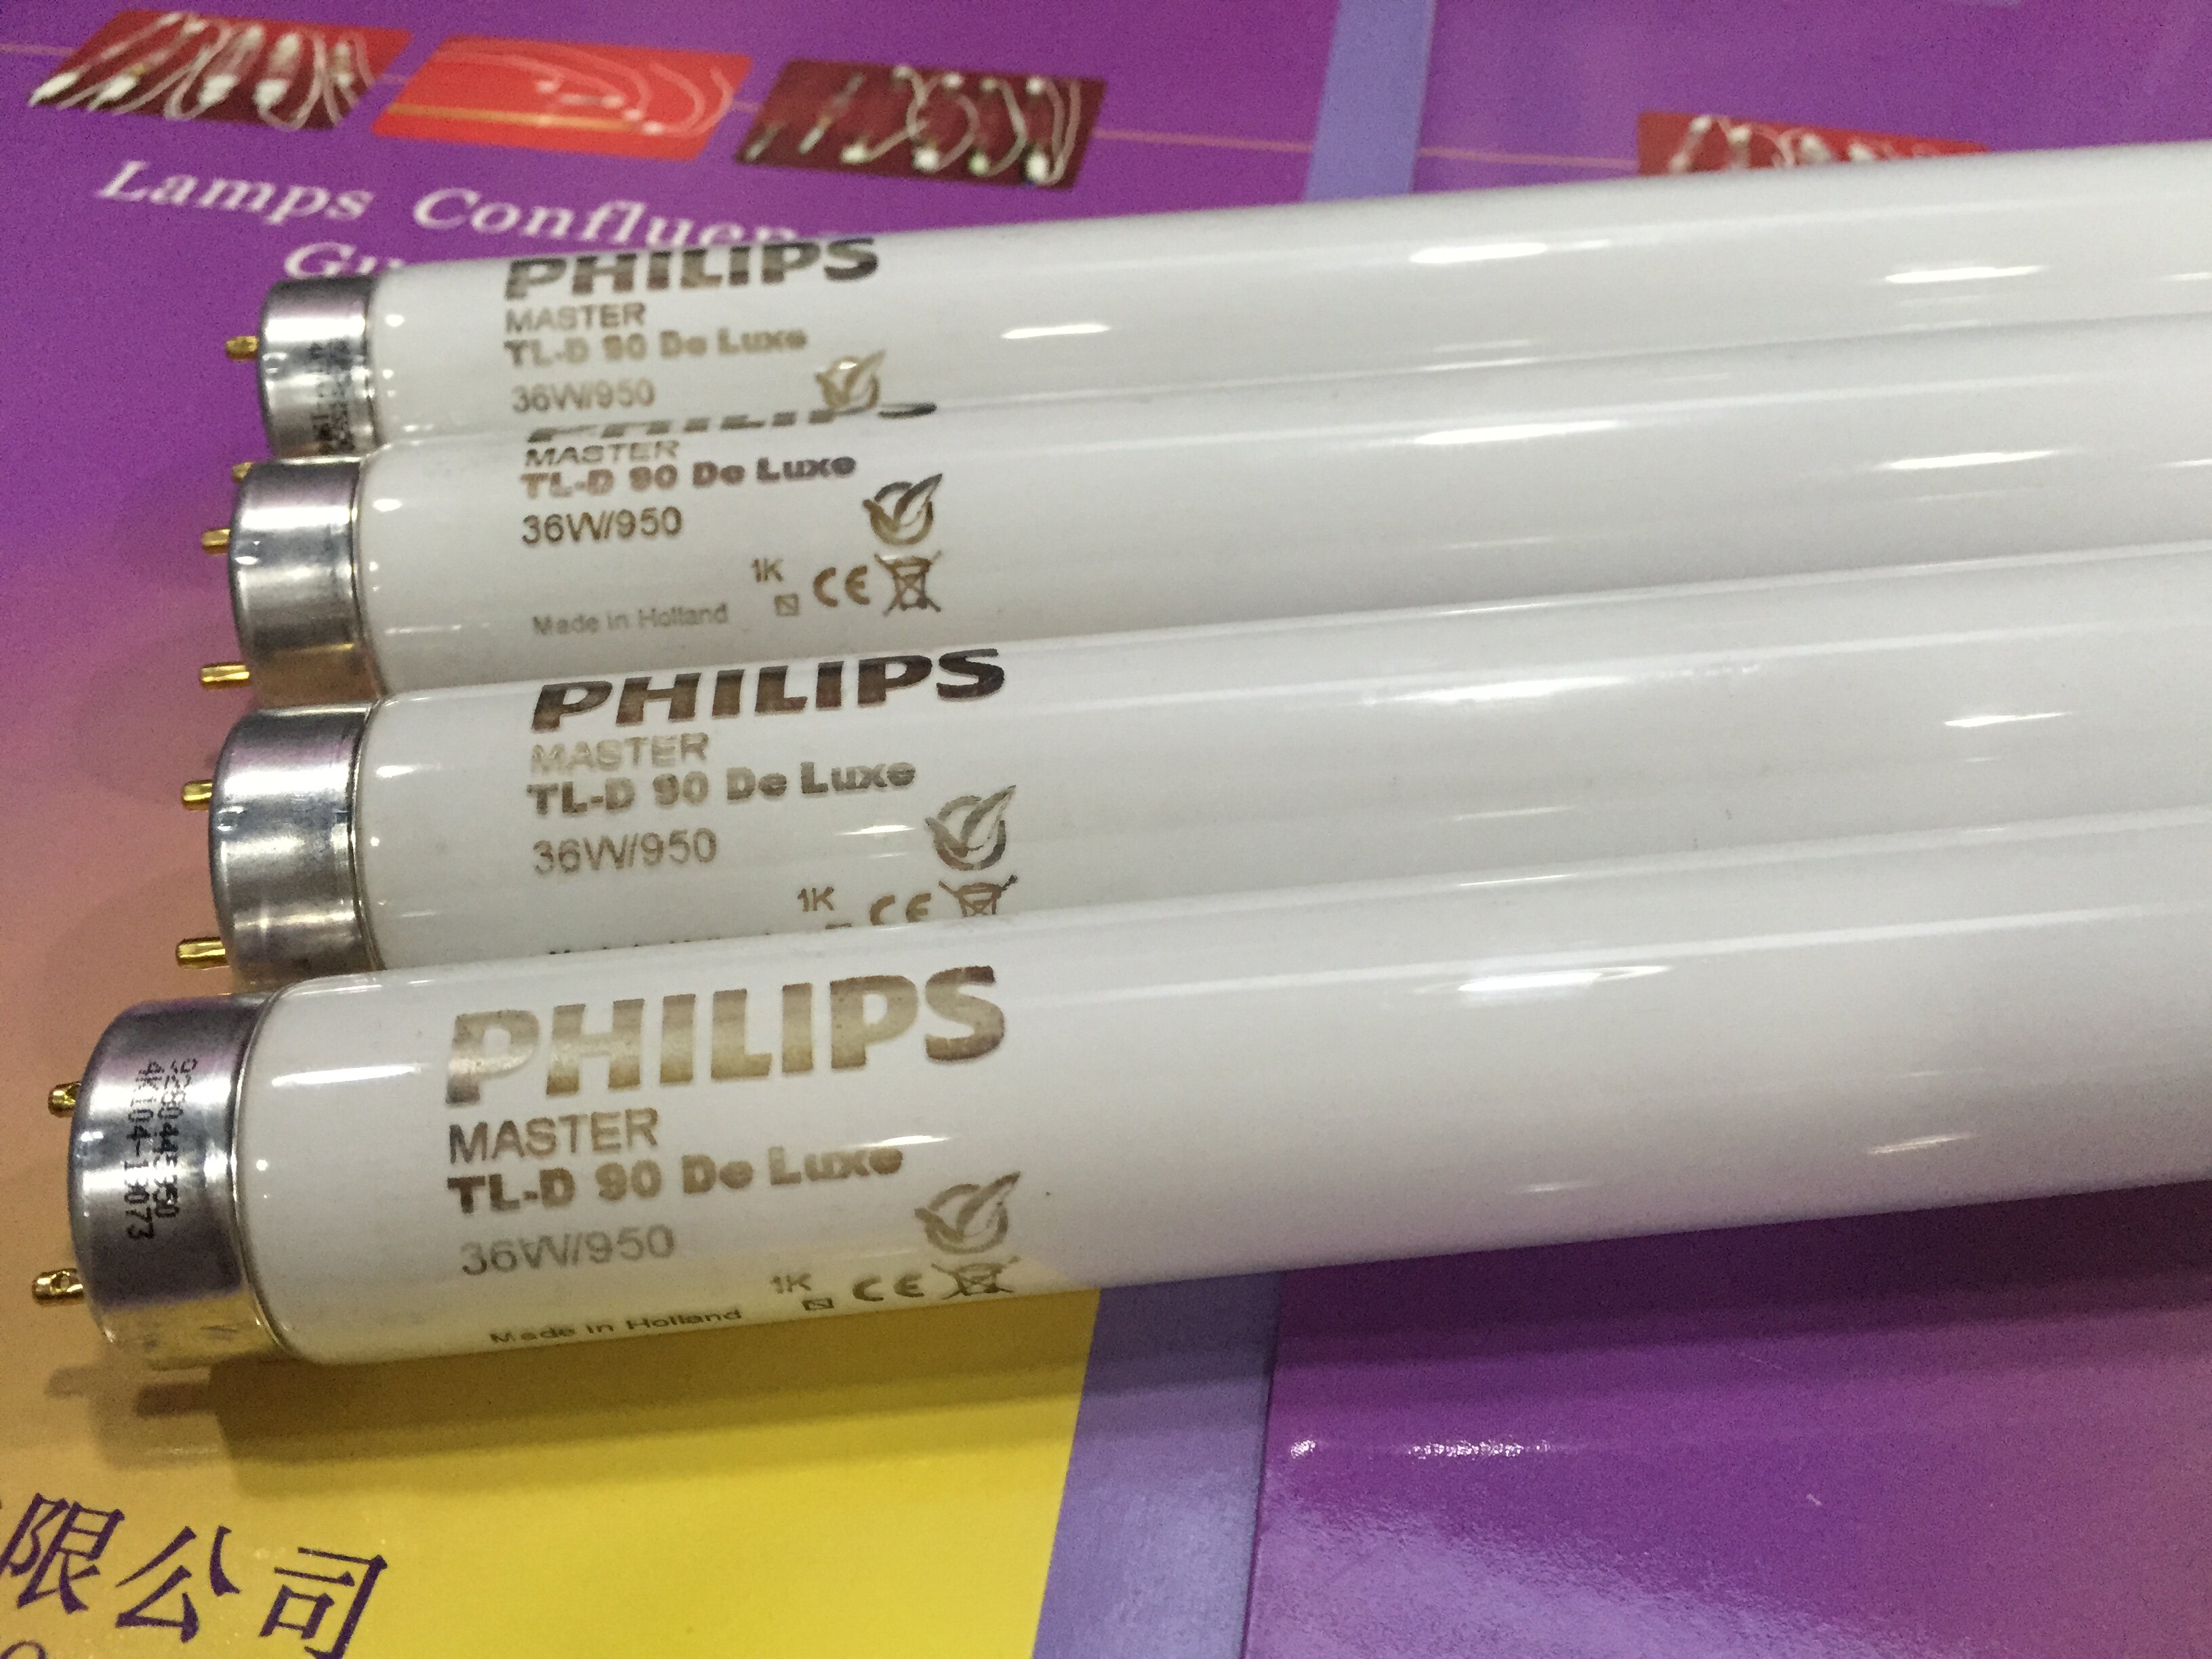 Lamps
PHILIPS
MASTER
TL-D 90 De Luxe
36W/950
MASTER
TL-D 90 De Luxe
36W/950
1K
CE
Made in Holland
PHILIPS
MASTER
TL-D 90 De Luxe
36W/950
1K
CE
PHILIPS
MASTER
TL-D 90 De Luxe
36W/950
1K
CE
Made in Holland
限公司